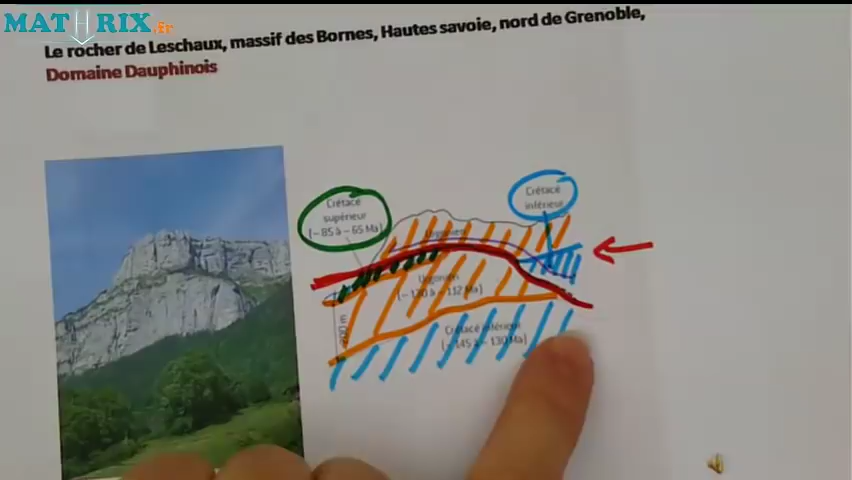 MATHRIX.fr
Le rocher de Leschaux, massif des Bornes, Hautes savoie, nord de Grenoble,
Domaine Dauphinois
Crétacé
supérieur
(~ 85 à ~ 65 Ma)
Crétacé
inférieur
Urgonien
Urgonien
(~ 130 à ~ 112 Ma)
Crétacé inférieur
(~ 145 à ~ 130 Ma)